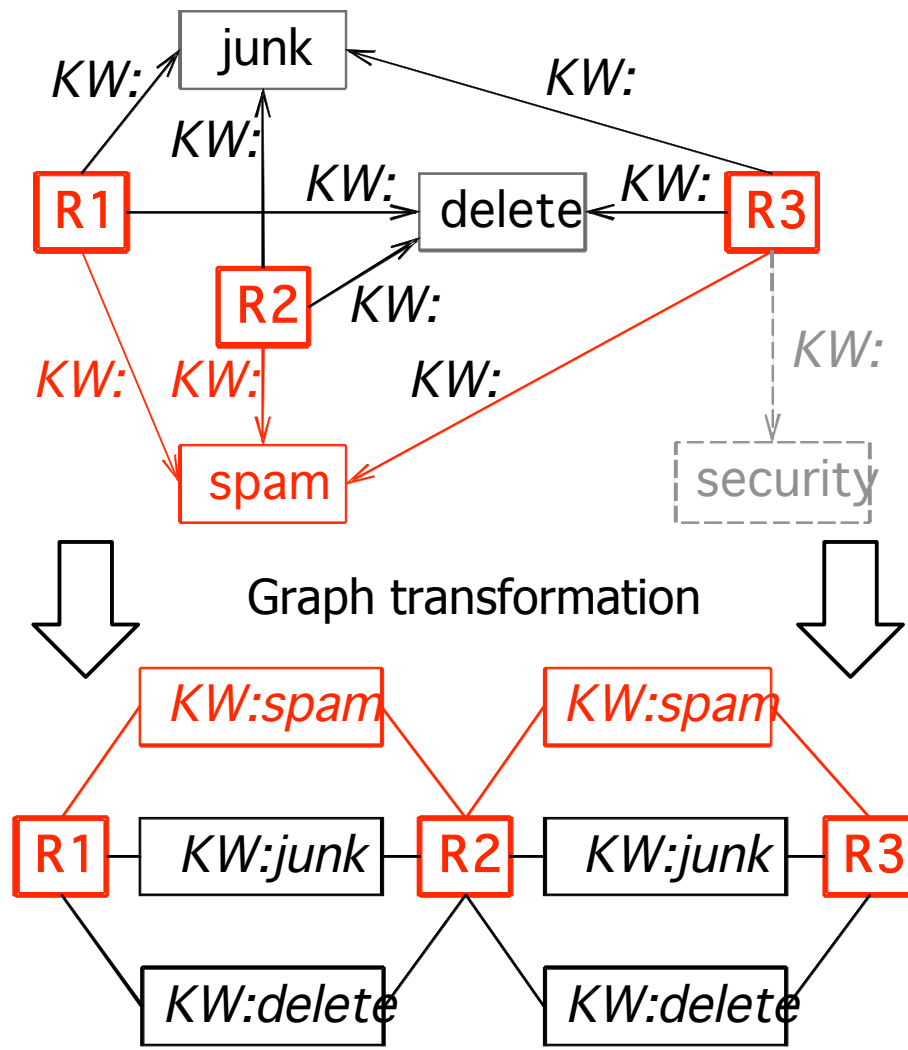 junk
KW: KW:
KW:
R1 KW: delete KW: R3
R2 KW:
KW: KW: KW: KW:
spam security
Graph transformation
KW:spam KW:spam
R1 KW:junk R2 KW:junk R3
KW:delete KW:delete